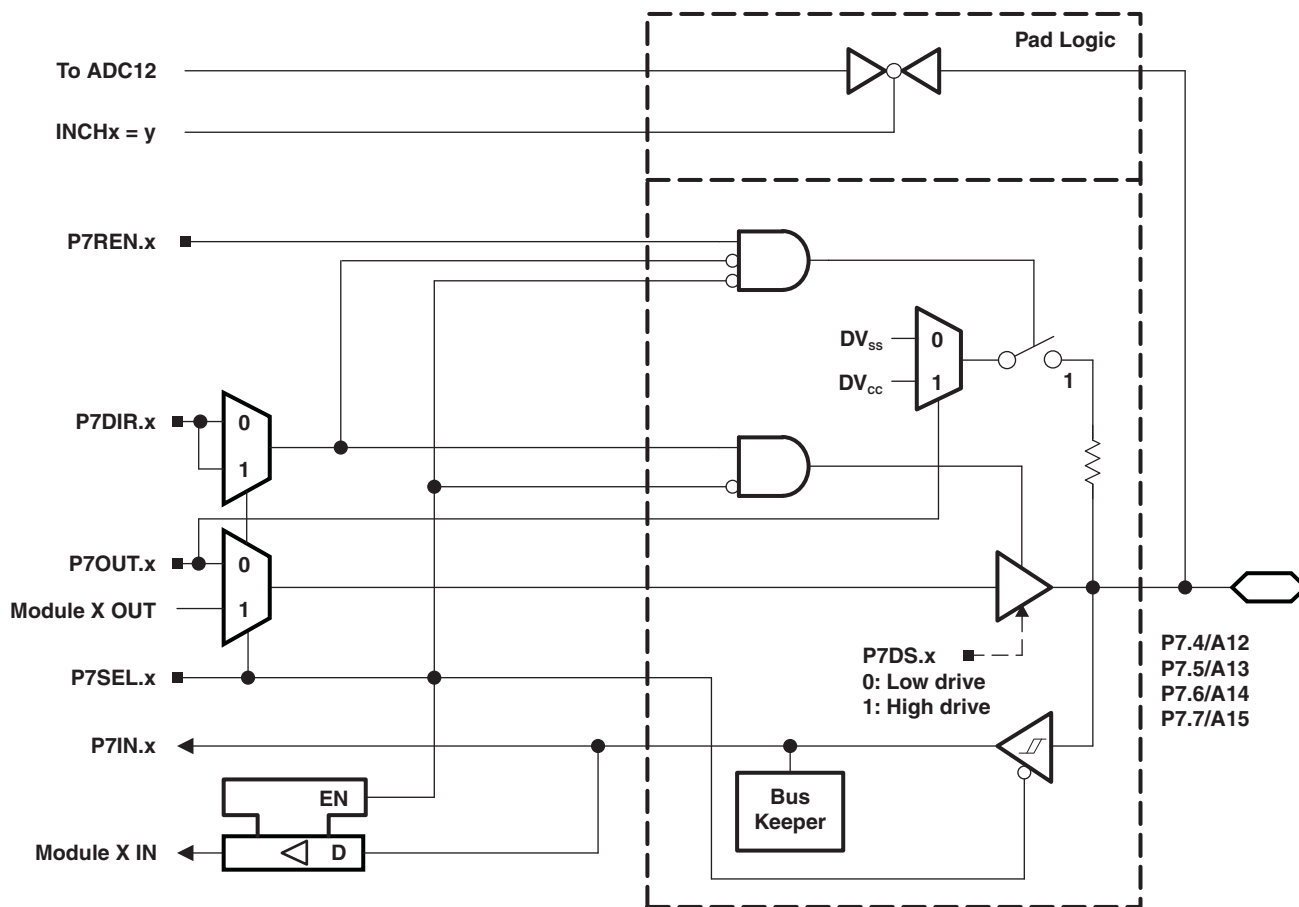 Pad Logic
To ADC12
INCHx = y
P7REN.x
DVSS
0
DVCC
1
1
P7DIR.x
0
1
P7OUT.x
0
Module X OUT
1
P7SEL.x
P7DS.x
0: Low drive
1: High drive
P7.4/A12
P7.5/A13
P7.6/A14
P7.7/A15
P7IN.x
Bus
Keeper
EN
Module X IN
D